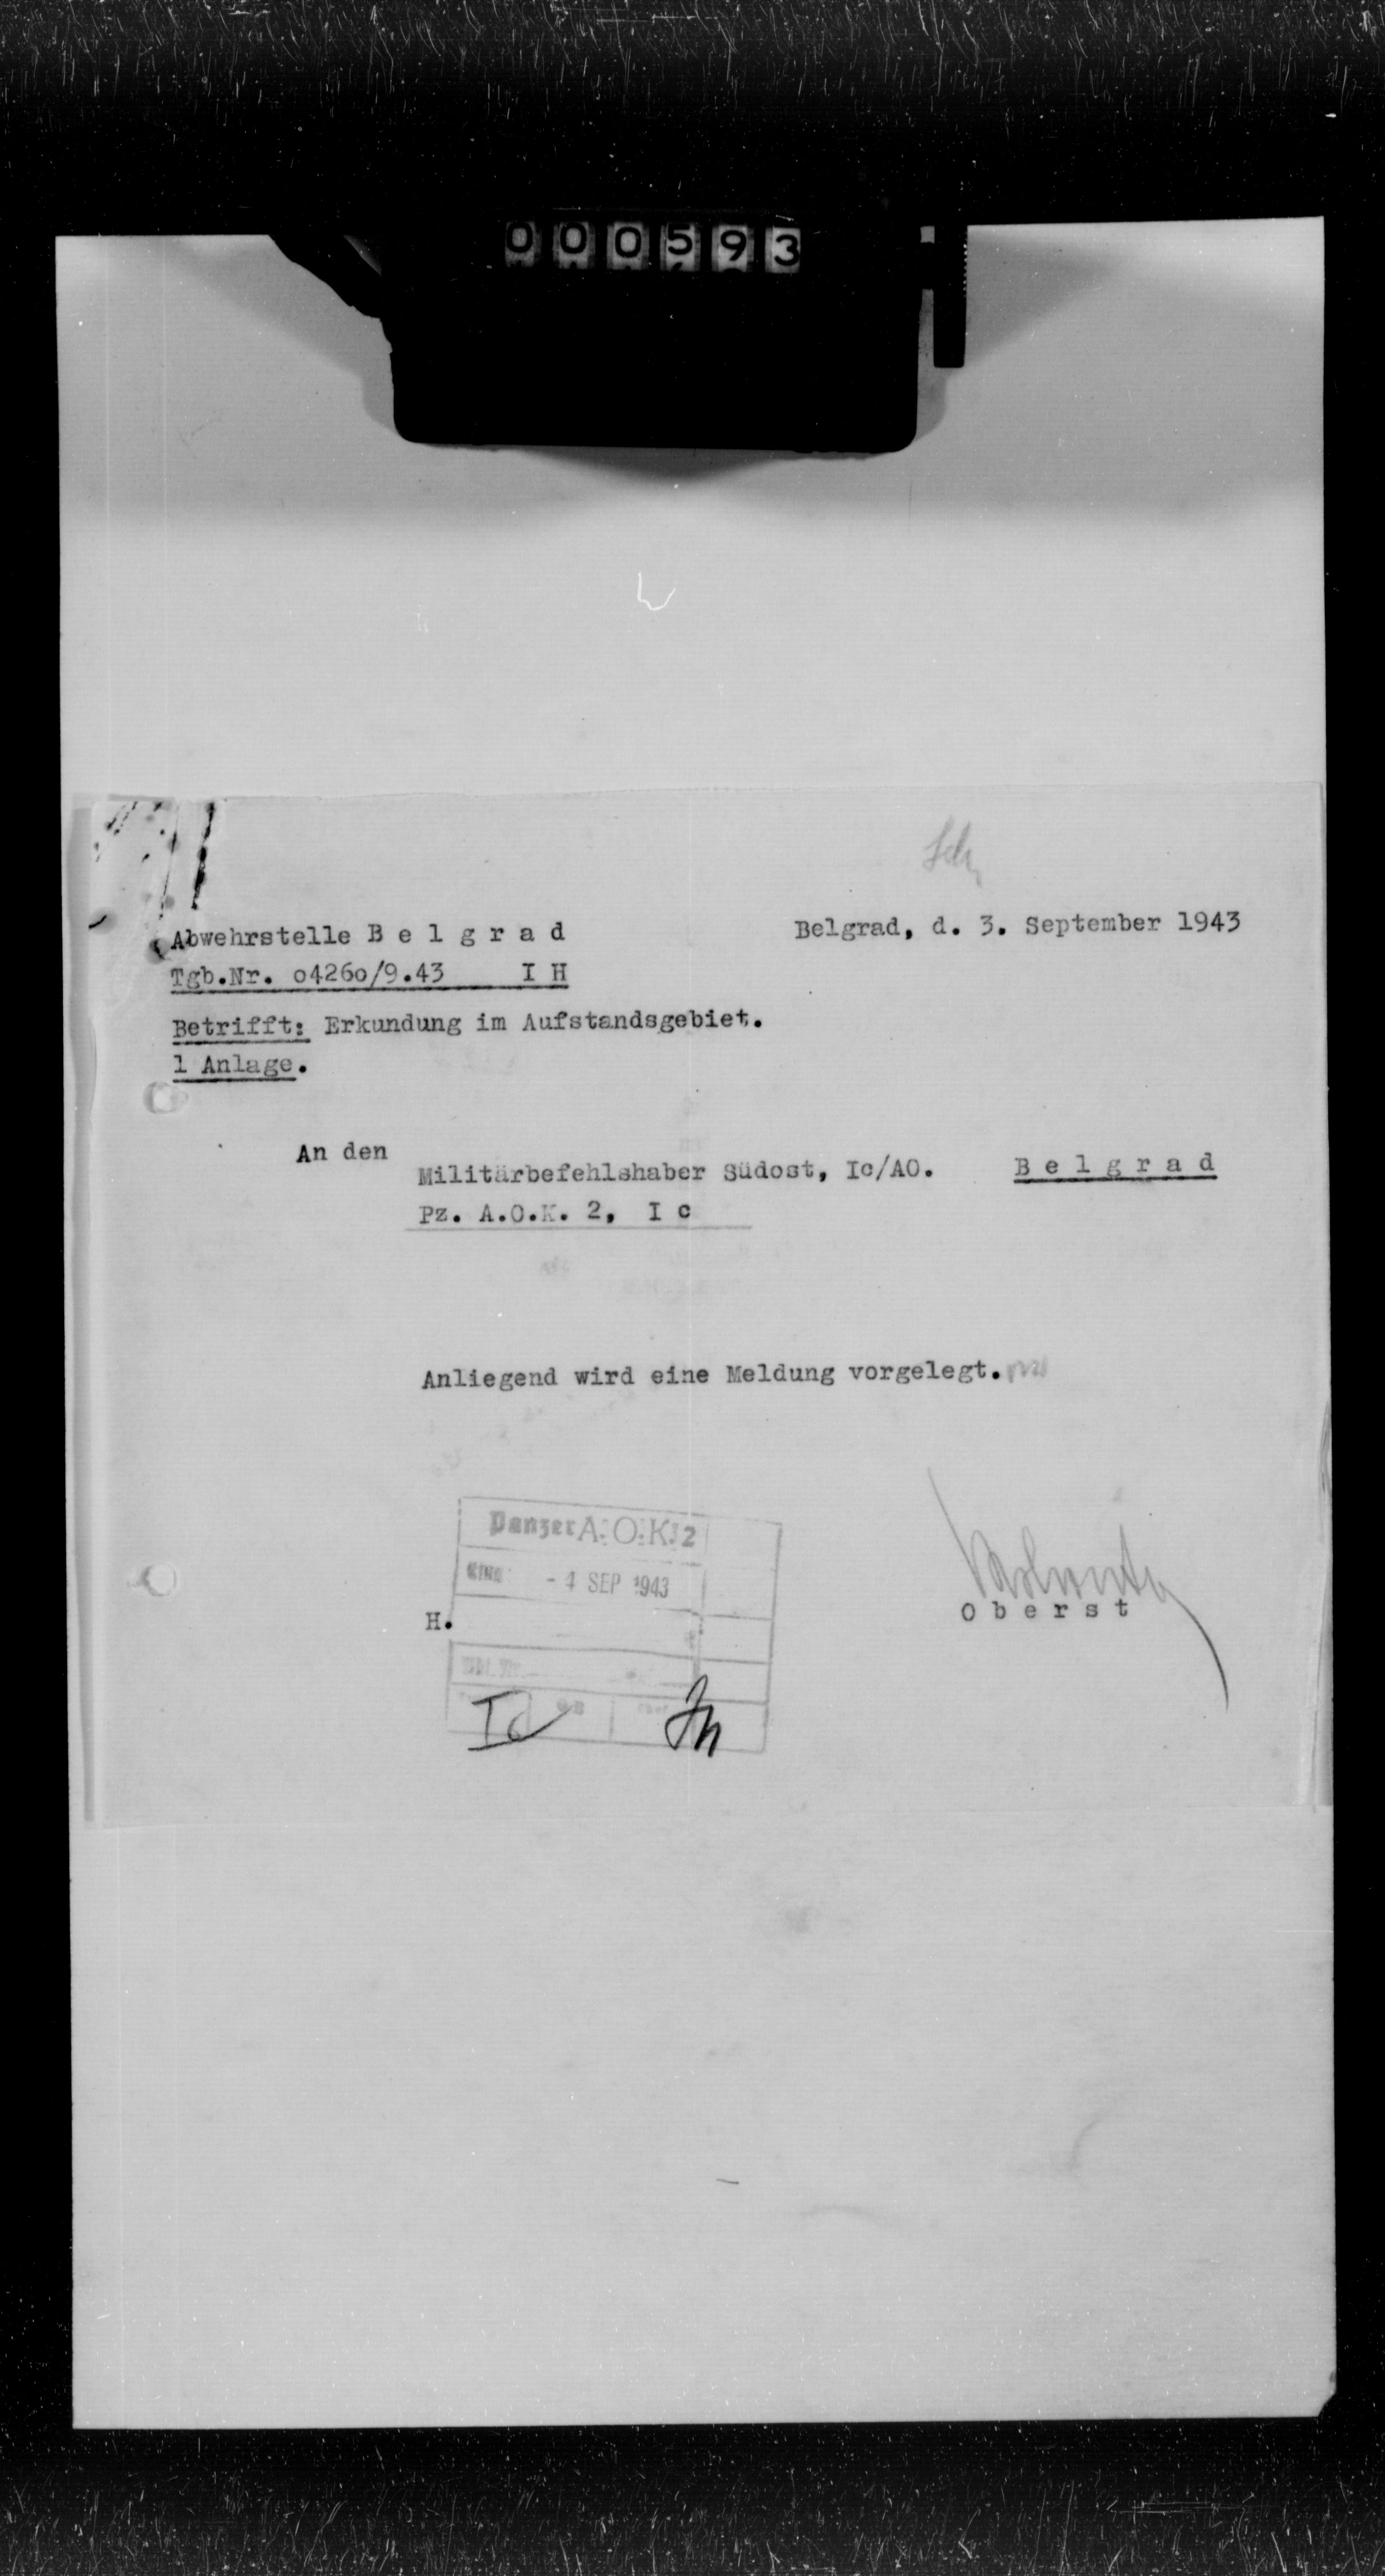 000593
Abwehrstelle B e l g r a d
Belgrad, d. 3. September 1943
Tgb.Nr. o426o/9.43 I H
Betrifft: Erkundung im Aufstandsgebiet.
1 Anlage.
An den
Militärbefehlshaber Südost, Ic/AO. B e l g r a d
Pz. A.O.K. 2, I c
Anliegend wird eine Meldung vorgelegt.
Panzer A.O.K. 2
- 4 SEP 1943
H.
O b e r s t
Ic